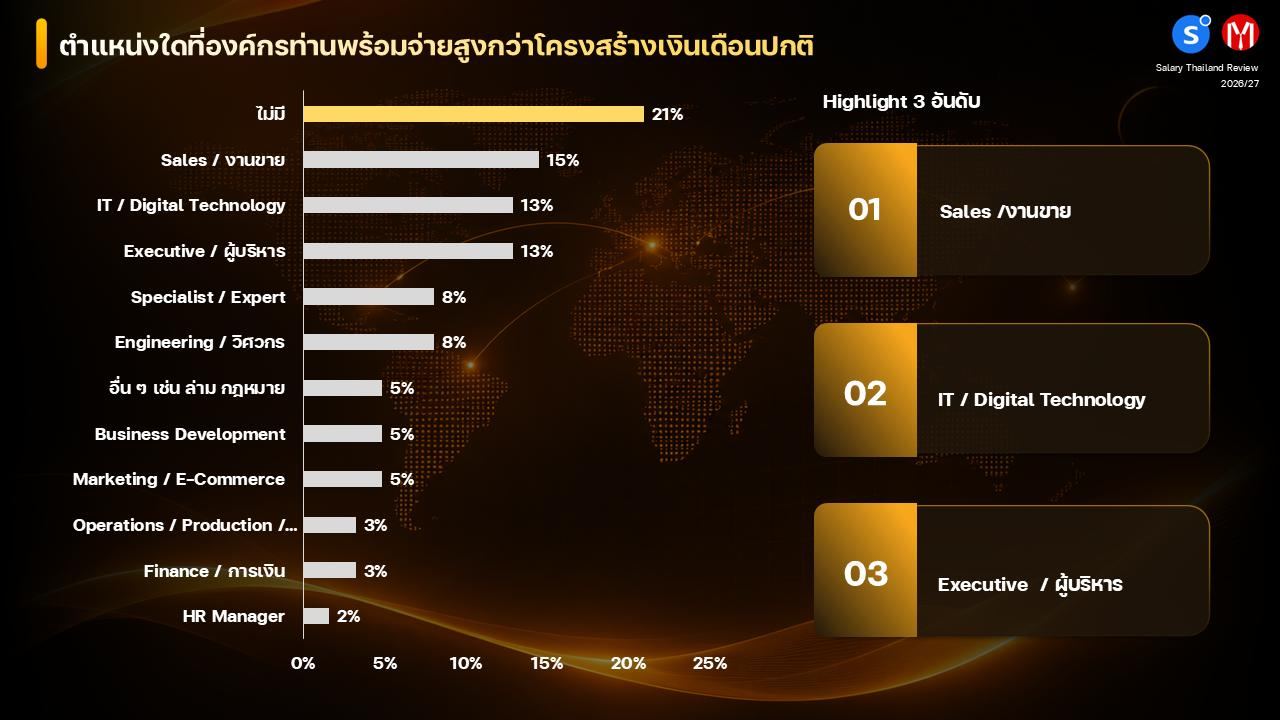 ตำแหน่งใดที่องค์กรท่านพร้อมจ่ายสูงกว่าโครงสร้างเงินเดือนปกติ
S
Salary Thailand Review
2026/27
ไม่มี 21%
Sales / งานขาย 15%
IT / Digital Technology 13%
Executive / ผู้บริหาร 13%
Specialist / Expert 8%
Engineering / วิศวกร 8%
อื่น ๆ เช่น ล่าม กฎหมาย 5%
Business Development 5%
Marketing / E-Commerce 5%
Operations / Production /... 3%
Finance / การเงิน 3%
HR Manager 2%
0% 5% 10% 15% 20% 25%
Highlight 3 อันดับ
01 Sales /งานขาย
02 IT / Digital Technology
03 Executive / ผู้บริหาร